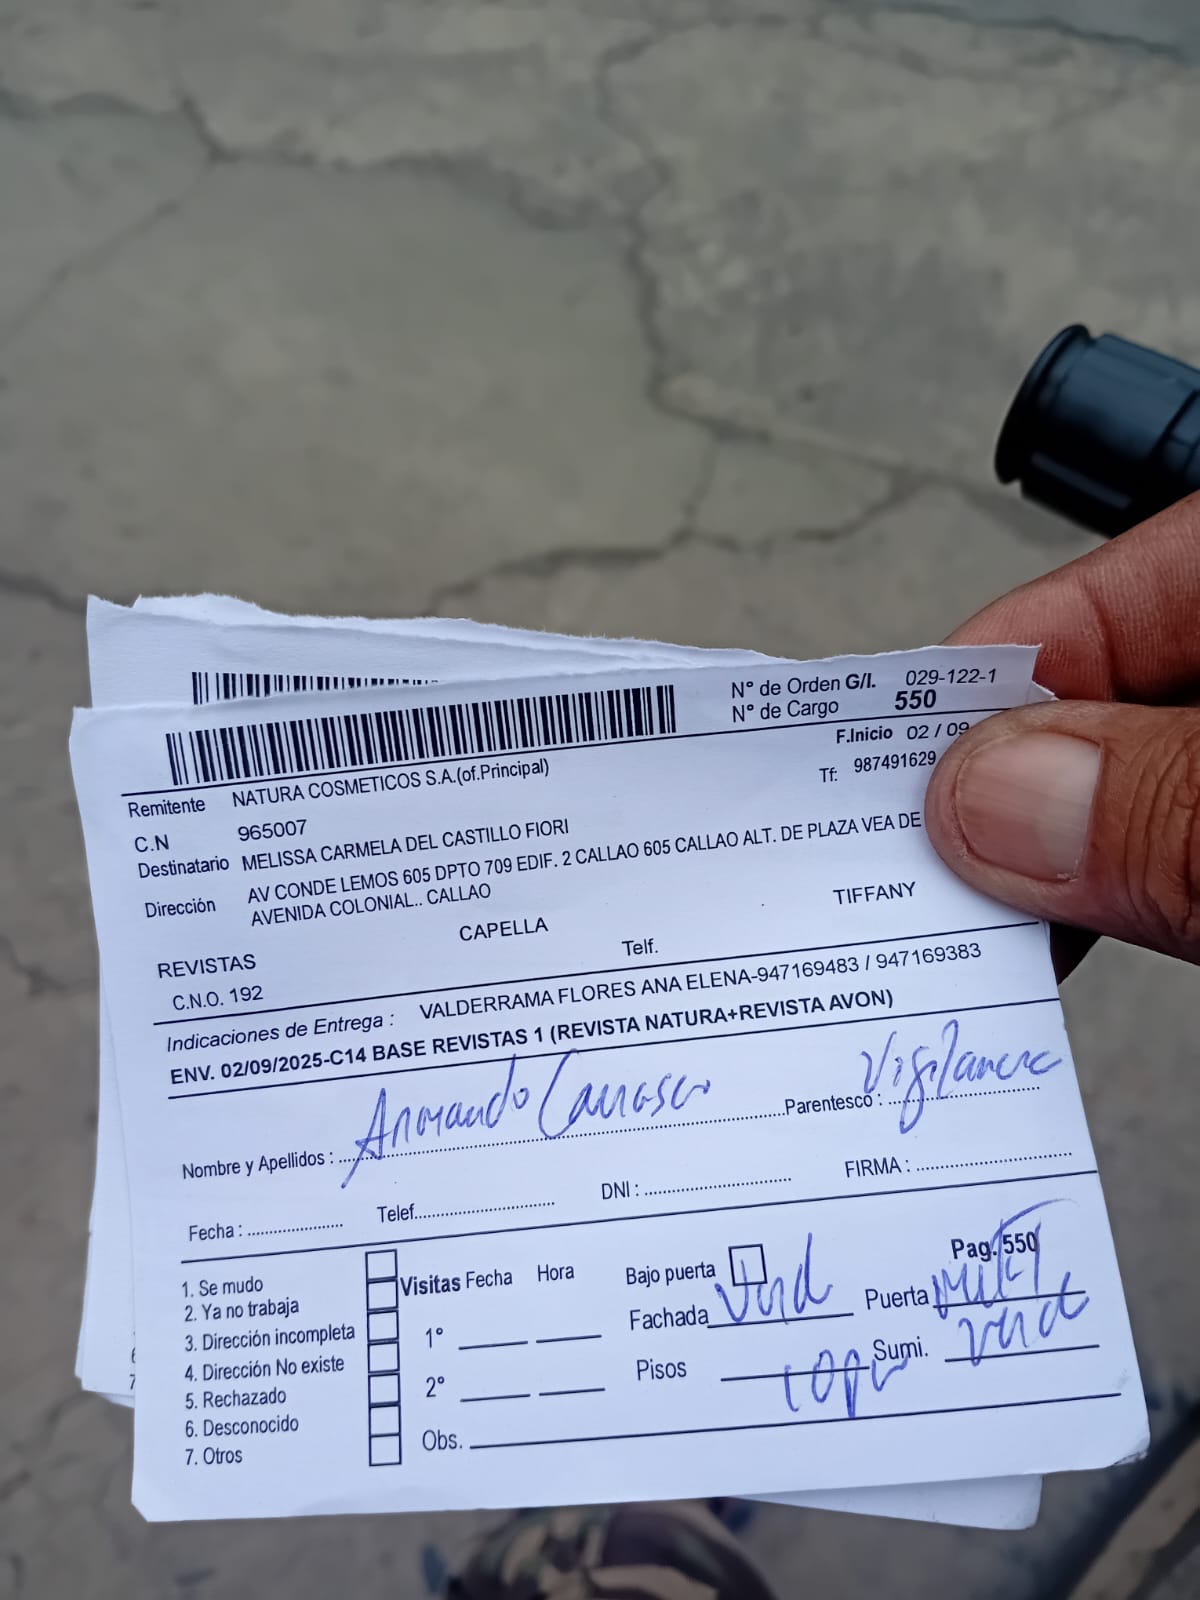 N° de Orden G/I. 029-122-1
N° de Cargo 550
F.Inicio 02 / 09
Remitente NATURA COSMETICOS S.A.(of.Principal)
Tf: 987491629
C.N 965007
Destinatario MELISSA CARMELA DEL CASTILLO FIORI
Dirección AV CONDE LEMOS 605 DPTO 709 EDIF. 2 CALLAO 605 CALLAO ALT. DE PLAZA VEA DE
AVENIDA COLONIAL.. CALLAO
REVISTAS CAPELLA TIFFANY
C.N.O. 192 Telf.
Indicaciones de Entrega : VALDERRAMA FLORES ANA ELENA-947169483 / 947169383
ENV. 02/09/2025-C14 BASE REVISTAS 1 (REVISTA NATURA+REVISTA AVON)
Nombre y Apellidos : Armando Carrasco Parentesco : Vigilance
Fecha : Telef. DNI : FIRMA :
Pag. 550
1. Se mudo
2. Ya no trabaja
3. Dirección incompleta
4. Dirección No existe
5. Rechazado
6. Desconocido
7. Otros
Visitas Fecha Hora
1°
2°
Obs.
Bajo puerta
Fachada Puerta
Pisos Sumi.